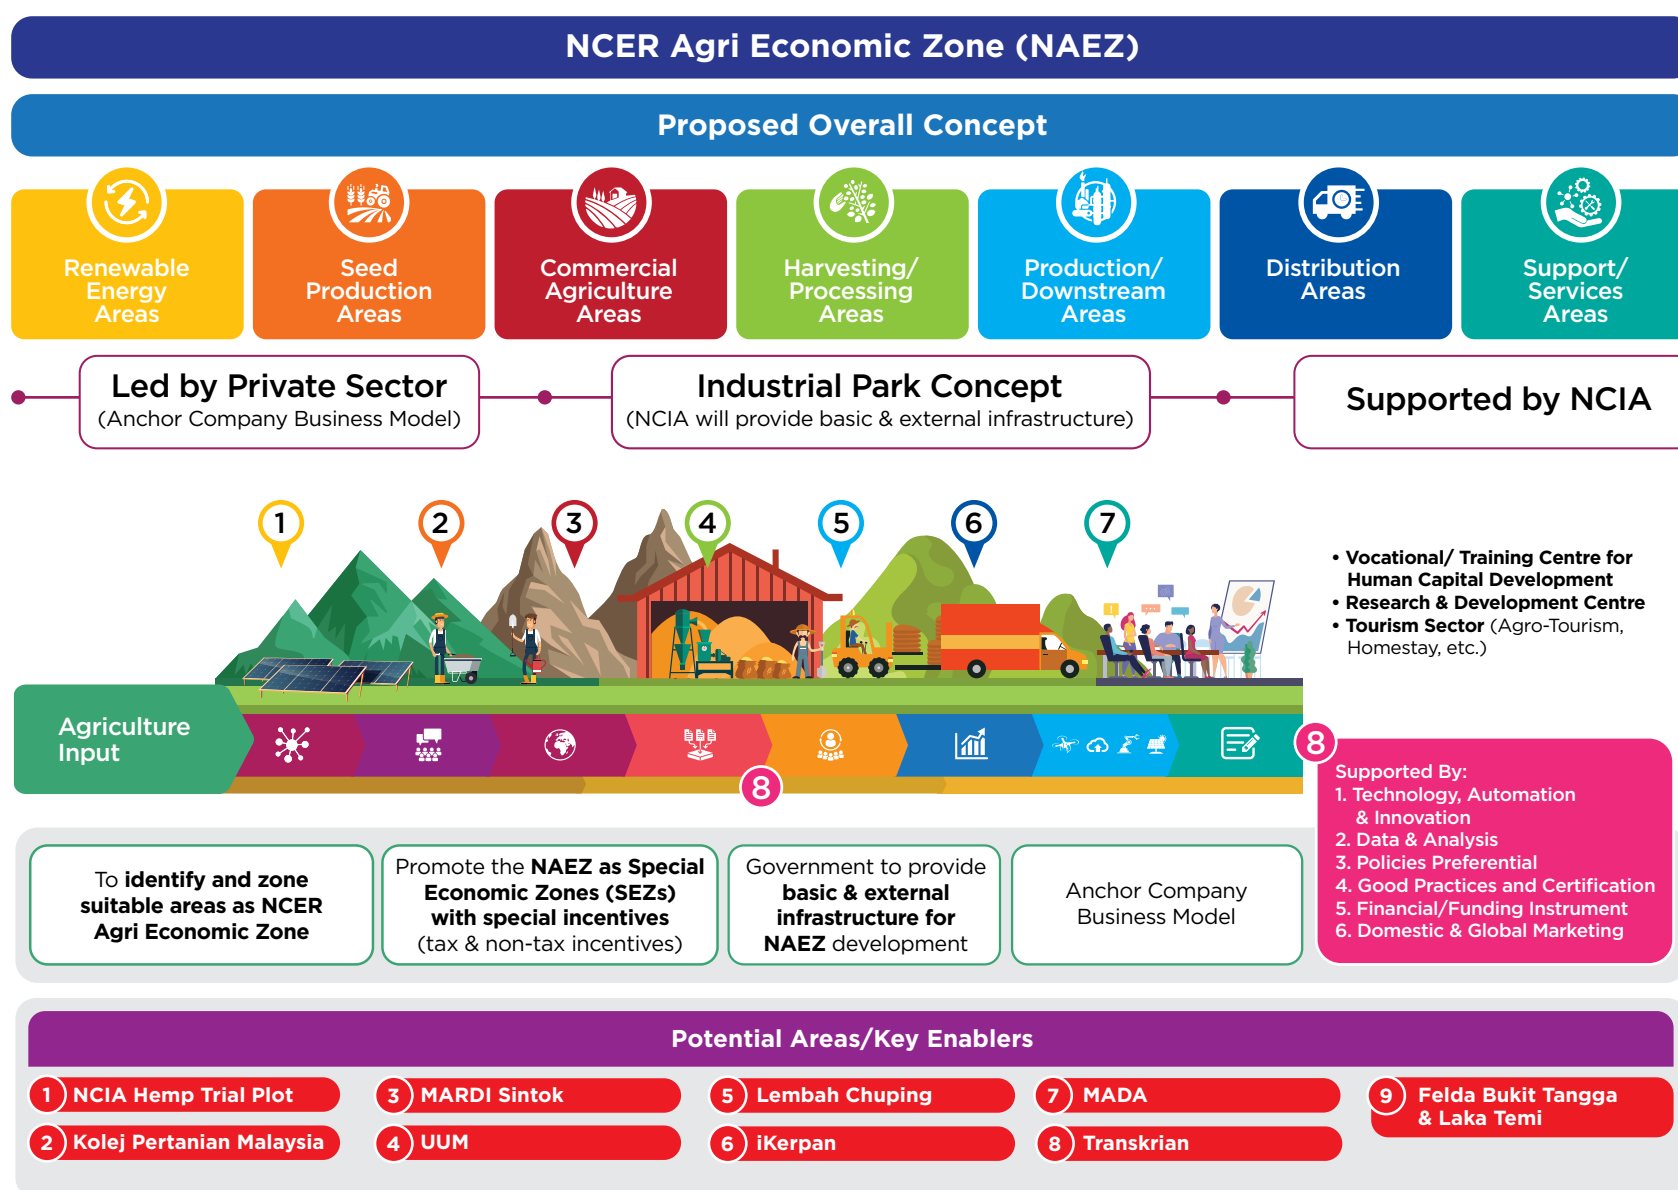 NCER Agri Economic Zone (NAEZ)
Proposed Overall Concept
Renewable
Energy
Areas
Seed
Production
Areas
Commercial
Agriculture
Areas
Harvesting/
Processing
Areas
Production/
Downstream
Areas
Distribution
Areas
Support/
Services
Areas
Led by Private Sector
(Anchor Company Business Model)
Industrial Park Concept
(NCIA will provide basic & external infrastructure)
Supported by NCIA
1
2
3
4
5
6
7
• Vocational/ Training Centre for
Human Capital Development
• Research & Development Centre
• Tourism Sector (Agro-Tourism,
Homestay, etc.)
Agriculture
Input
8
8
Supported By:
1. Technology, Automation
& Innovation
2. Data & Analysis
3. Policies Preferential
4. Good Practices and Certification
5. Financial/Funding Instrument
6. Domestic & Global Marketing
To identify and zone
suitable areas as NCER
Agri Economic Zone
Promote the NAEZ as Special
Economic Zones (SEZs)
with special incentives
(tax & non-tax incentives)
Government to provide
basic & external
infrastructure for
NAEZ development
Anchor Company
Business Model
Potential Areas/Key Enablers
1 NCIA Hemp Trial Plot
2 Kolej Pertanian Malaysia
3 MARDI Sintok
4 UUM
5 Lembah Chuping
6 iKerpan
7 MADA
8 Transkrian
9 Felda Bukit Tangga
& Laka Temi